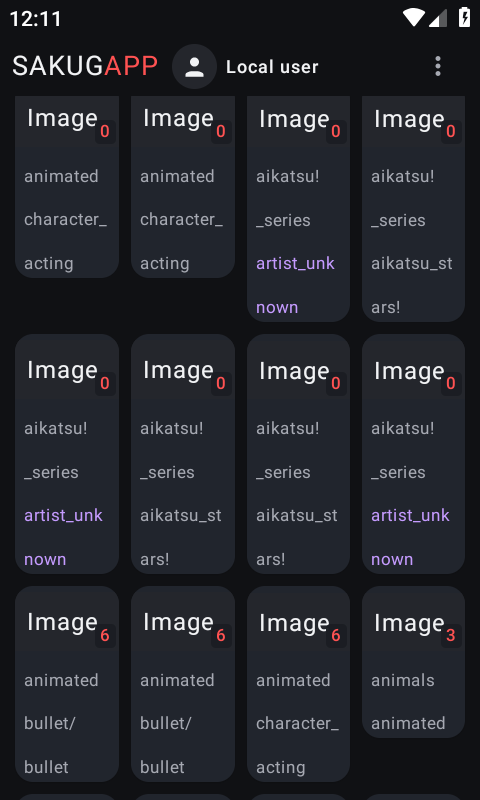 12:11
SAKUGAPP Local user
Image 0 Image 0 Image 0 Image 0
animated animated aikatsu! aikatsu!
character_ character_ _series _series
acting acting artist_unk aikatsu_st
nown ars!
Image 0 Image 0 Image 0 Image 0
aikatsu! aikatsu! aikatsu! aikatsu!
_series _series _series _series
artist_unk aikatsu_st aikatsu_st artist_unk
nown ars! ars! nown
Image 6 Image 6 Image 6 Image 3
animated animated animated animals
bullet/ bullet/ character_ animated
bullet bullet acting